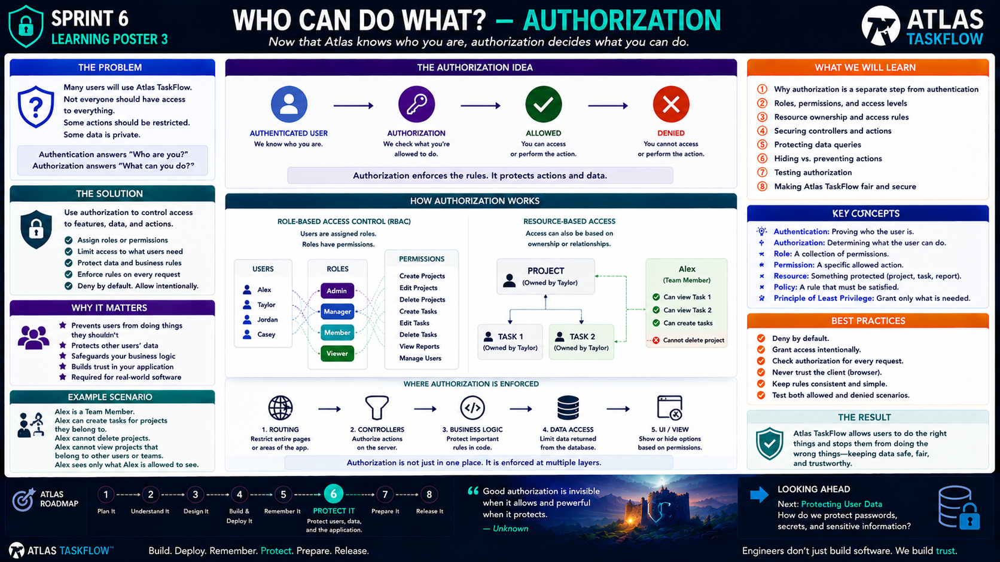 SPRINT 6
LEARNING POSTER 3
WHO CAN DO WHAT? — AUTHORIZATION
Now that Atlas knows who you are, authorization decides what you can do.
ATLAS
TASKFLOW
THE PROBLEM
?
Many users will use Atlas TaskFlow.
Not everyone should have access
to everything.
Some actions should be restricted.
Some data is private.
Authentication answers "Who are you?"
Authorization answers "What can you do?"
THE SOLUTION
Use authorization to control access
to features, data, and actions.
Assign roles or permissions
Limit access to what users need
Protect data and business rules
Enforce rules on every request
Deny by default. Allow intentionally.
WHY IT MATTERS
Prevents users from doing things
they shouldn't
Protects other users' data
Safeguards your business logic
Builds trust in your application
Required for real-world software
EXAMPLE SCENARIO
Alex is a Team Member.
Alex can create tasks for projects
they belong to.
Alex cannot delete projects.
Alex cannot view projects that
belong to other users or teams.
Alex sees only what Alex is allowed to see.
THE AUTHORIZATION IDEA
AUTHENTICATED USER
We know who you are.
AUTHORIZATION
We check what you're
allowed to do.
ALLOWED
You can access
or perform the action.
DENIED
You cannot access
or perform the action.
Authorization enforces the rules. It protects actions and data.
HOW AUTHORIZATION WORKS
ROLE-BASED ACCESS CONTROL (RBAC)
Users are assigned roles.
Roles have permissions.
USERS
Alex
Taylor
Jordan
Casey
ROLES
Admin
Manager
Member
Viewer
PERMISSIONS
Create Projects
Edit Projects
Delete Projects
Create Tasks
Edit Tasks
Delete Tasks
View Reports
Manage Users
RESOURCE-BASED ACCESS
Access can also be based on
ownership or relationships.
PROJECT
(Owned by Taylor)
TASK 1
(Owned by Taylor)
TASK 2
(Owned by Taylor)
Alex
(Team Member)
Can view Task 1
Can view Task 2
Can create tasks
Cannot delete project
WHERE AUTHORIZATION IS ENFORCED
1. ROUTING
Restrict entire pages
or areas of the app.
2. CONTROLLERS
Authorize actions
on the server.
</>
3. BUSINESS LOGIC
Protect important
rules in code.
4. DATA ACCESS
Limit data returned
from the database.
5. UI / VIEW
Show or hide options
based on permissions.
Authorization is not just in one place. It is enforced at multiple layers.
WHAT WE WILL LEARN
1 Why authorization is a separate step from authentication
2 Roles, permissions, and access levels
3 Resource ownership and access rules
4 Securing controllers and actions
5 Protecting data queries
6 Hiding vs. preventing actions
7 Testing authorization
8 Making Atlas TaskFlow fair and secure
KEY CONCEPTS
Authentication: Proving who the user is.
Authorization: Determining what the user can do.
Role: A collection of permissions.
Permission: A specific allowed action.
Resource: Something protected (project, task, report).
Policy: A rule that must be satisfied.
Principle of Least Privilege: Grant only what is needed.
BEST PRACTICES
Deny by default.
Grant access intentionally.
Check authorization for every request.
Never trust the client (browser).
Keep rules consistent and simple.
Test both allowed and denied scenarios.
THE RESULT
Atlas TaskFlow allows users to do the right
things and stops them from doing the
wrong things—keeping data safe, fair,
and trustworthy.
ATLAS
ROADMAP
1
Plan It
2
Understand It
3
Design It
4
Build &
Deploy It
5
Remember It
6
PROTECT IT
Protect users, data,
and the application.
7
Prepare It
8
Release It
“ Good authorization is invisible
when it allows and powerful
when it protects.
— Unknown
LOOKING AHEAD
Next: Protecting User Data
How do we protect passwords,
secrets, and sensitive information?
ATLAS TASKFLOW™
Build. Deploy. Remember. Protect. Prepare. Release.
Engineers don't just build software. We build trust.